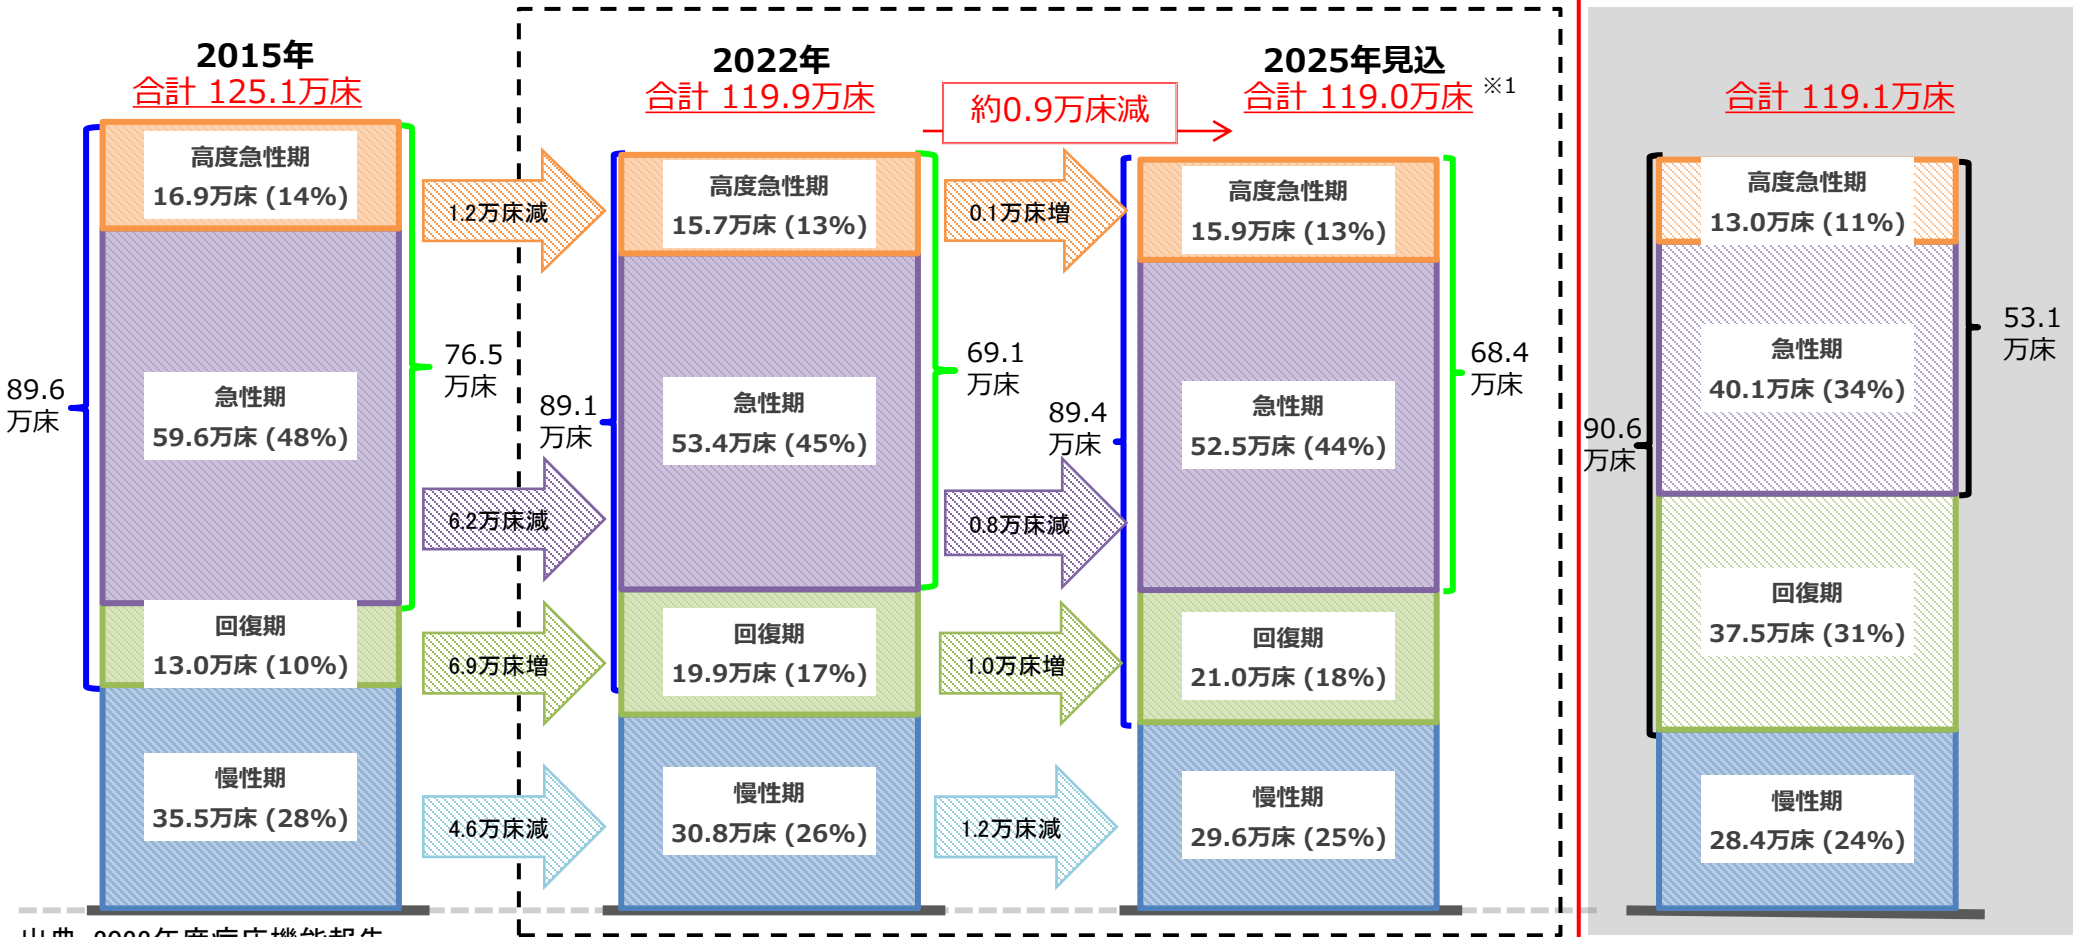 2015年
合計 125.1万床
高度急性期
16.9万床 (14%)
急性期
59.6万床 (48%)
回復期
13.0万床 (10%)
慢性期
35.5万床 (28%)
89.6
万床
76.5
万床
1.2万床減
6.2万床減
6.9万床増
4.6万床減
2022年
合計 119.9万床
高度急性期
15.7万床 (13%)
急性期
53.4万床 (45%)
回復期
19.9万床 (17%)
慢性期
30.8万床 (26%)
89.1
万床
69.1
万床
約0.9万床減
0.1万床増
0.8万床減
1.0万床増
1.2万床減
2025年見込
合計 119.0万床 ※1
高度急性期
15.9万床 (13%)
急性期
52.5万床 (44%)
回復期
21.0万床 (18%)
慢性期
29.6万床 (25%)
89.4
万床
68.4
万床
合計 119.1万床
高度急性期
13.0万床 (11%)
急性期
40.1万床 (34%)
回復期
37.5万床 (31%)
慢性期
28.4万床 (24%)
90.6
万床
53.1
万床